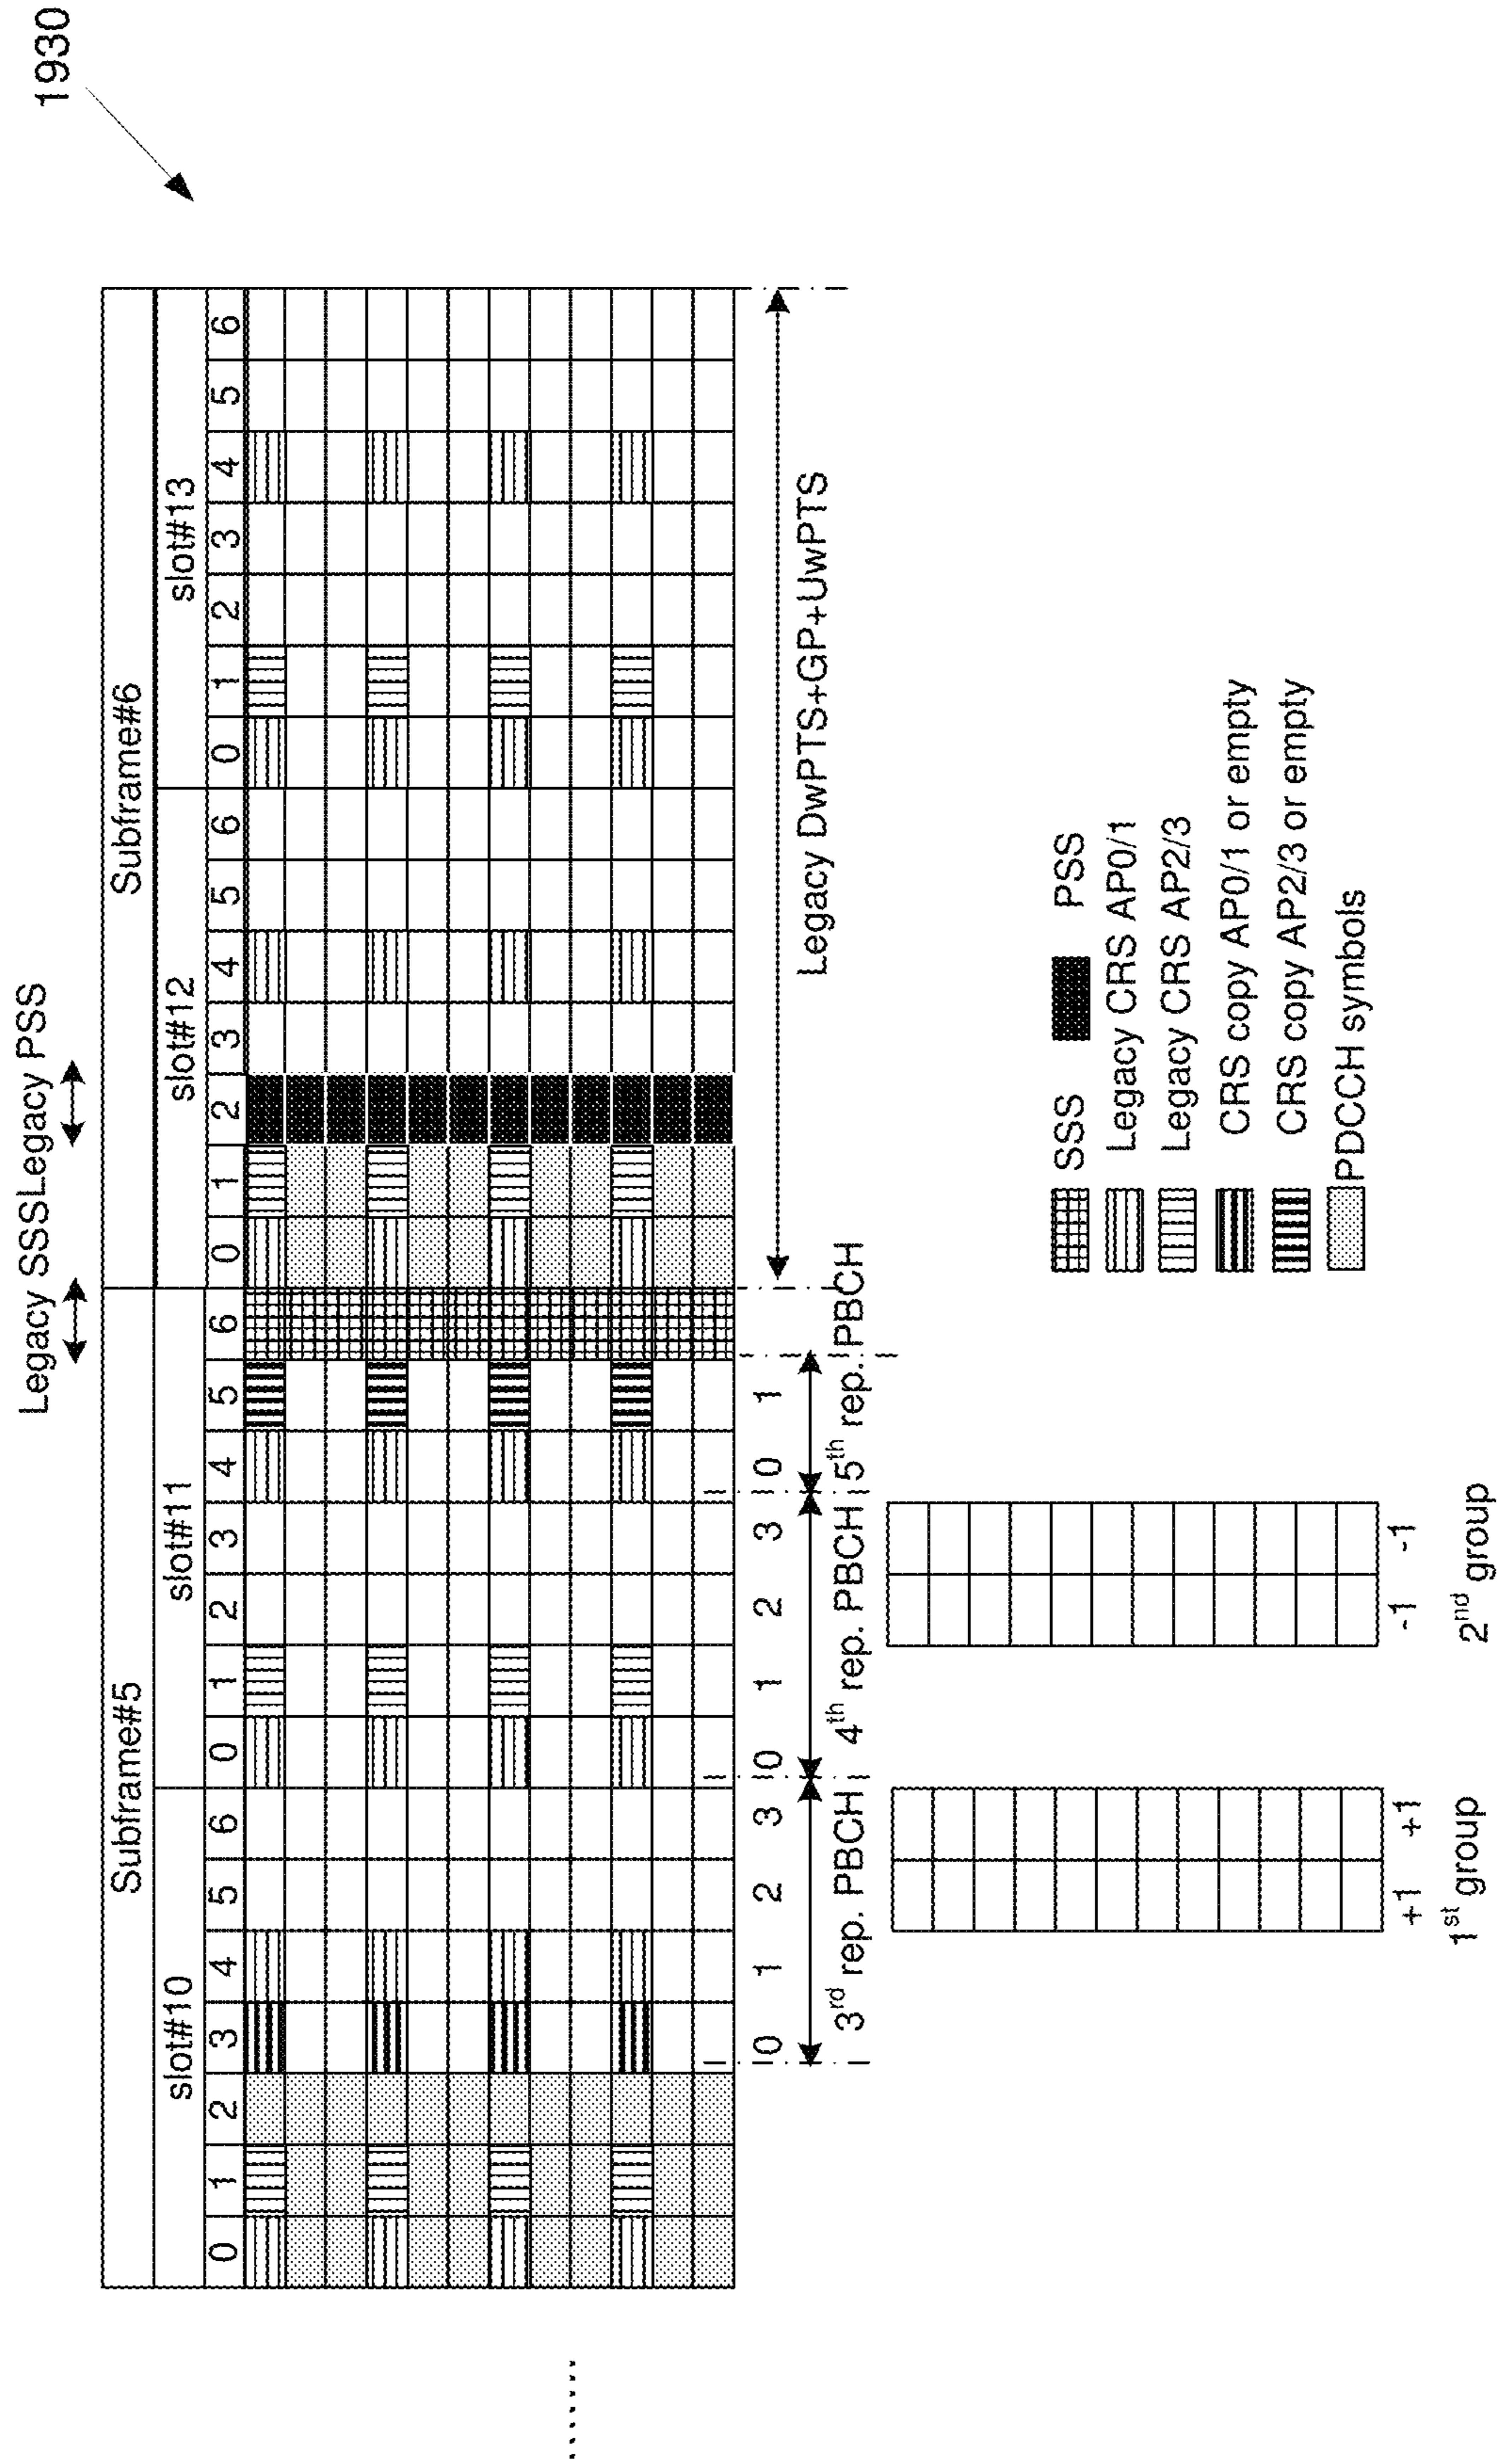 1930
Legacy SSS Legacy PSS
Subframe#5 Subframe#6
slot#10 slot#11 slot#12 slot#13
0 1 2 3 4 5 6 0 1 2 3 4 5 6 0 1 2 3 4 5 6 0 1 2 3 4 5 6
0 1 2 3 0 1 2 3 0 1
3rd rep. PBCH 4th rep. PBCH 5th rep. PBCH
Legacy DwPTS+GP+UwPTS
+1 +1 -1 -1
1st group 2nd group
SSS PSS
Legacy CRS AP0/1
Legacy CRS AP2/3
CRS copy AP0/1 or empty
CRS copy AP2/3 or empty
PDCCH symbols
.......